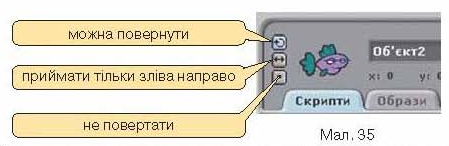 можна повернути
приймати тільки зліва направо
не повертати
Об'єкт2
x: 0 y:
Скрипти
Образи
Мал. 35